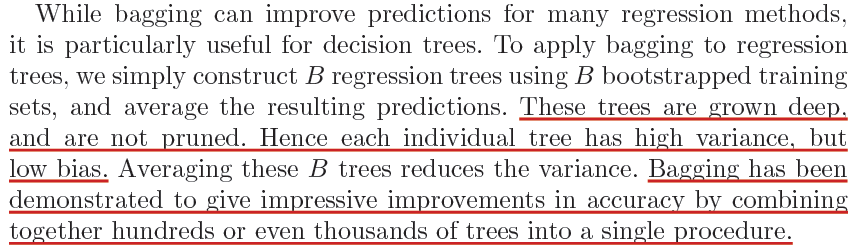 While bagging can improve predictions for many regression methods,
it is particularly useful for decision trees. To apply bagging to regression
trees, we simply construct B regression trees using B bootstrapped training
sets, and average the resulting predictions. These trees are grown deep,
and are not pruned. Hence each individual tree has high variance, but
low bias. Averaging these B trees reduces the variance. Bagging has been
demonstrated to give impressive improvements in accuracy by combining
together hundreds or even thousands of trees into a single procedure.